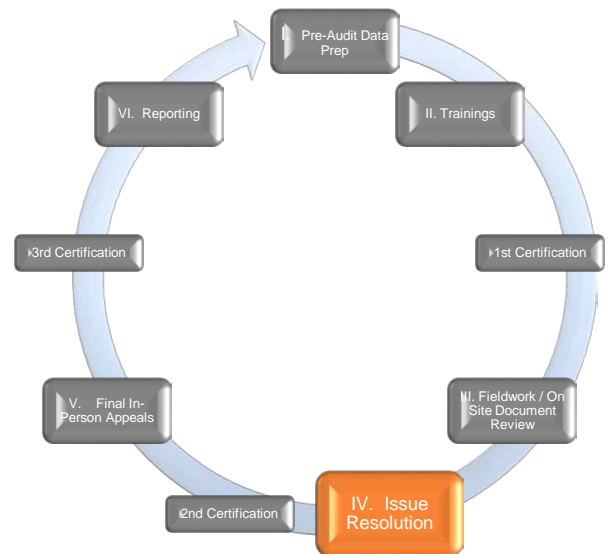 I. Pre-Audit Data
Prep
II. Trainings
1st Certification
III. Fieldwork / On
Site Document
Review
IV. Issue
Resolution
2nd Certification
V. Final In-
Person Appeals
3rd Certification
VI. Reporting